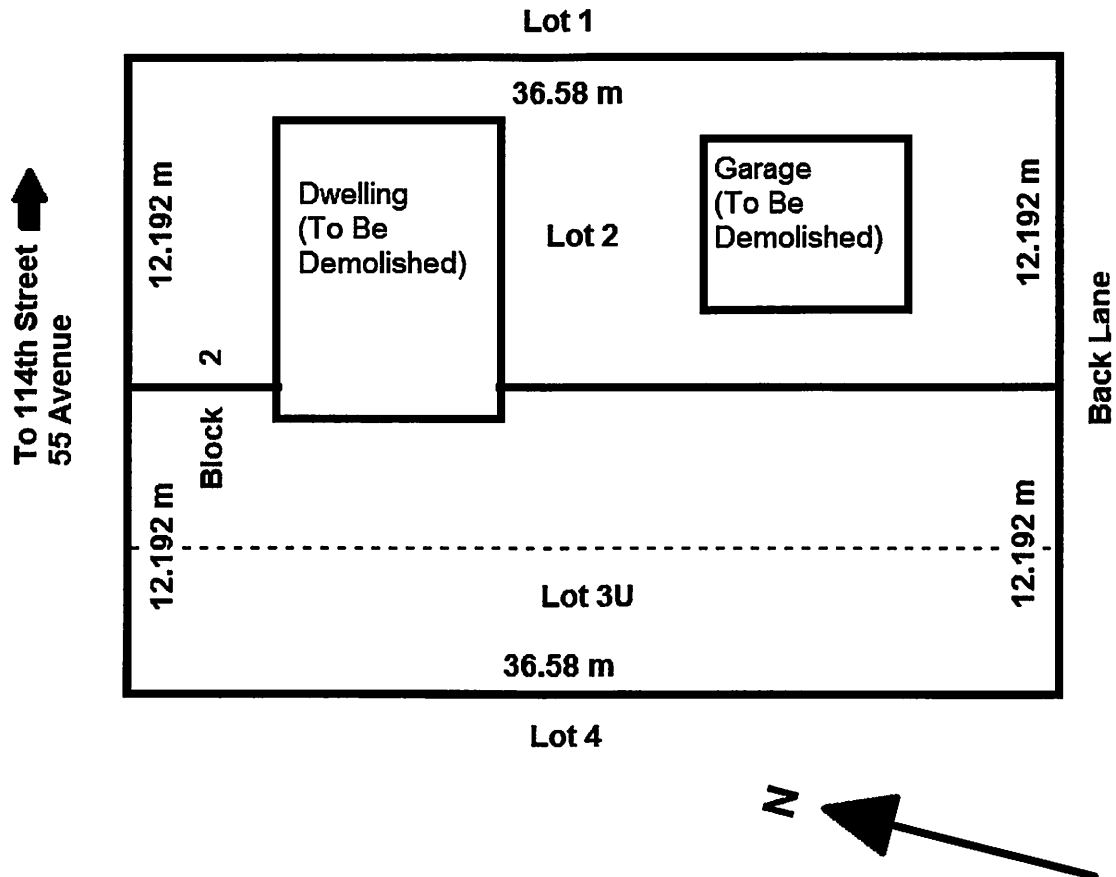 Lot 1
36.58 m
To 114th Street
55 Avenue
12.192 m
Dwelling
(To Be
Demolished)
Lot 2
Garage
(To Be
Demolished)
12.192 m
Back Lane
Block 2
12.192 m
12.192 m
Lot 3U
36.58 m
Lot 4
N